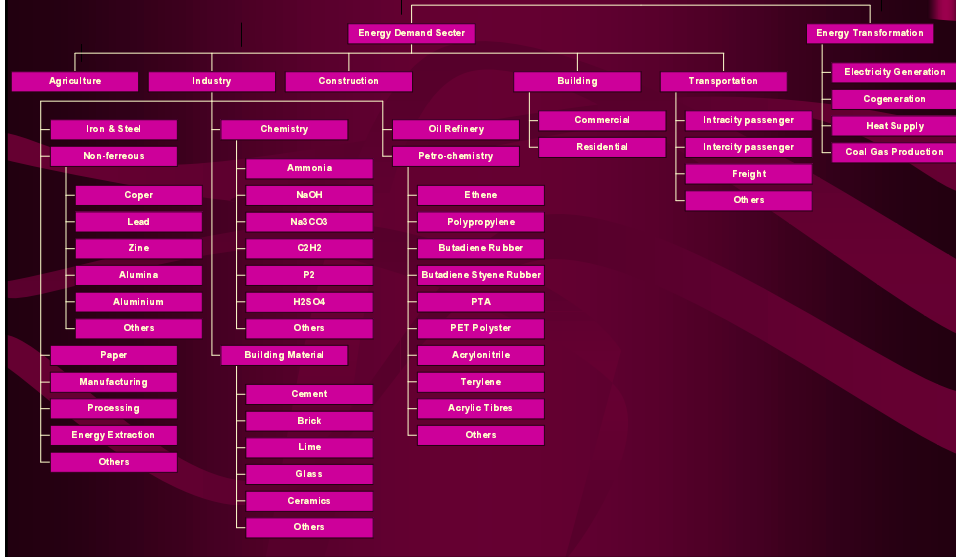 Energy Demand Secter
Energy Transformation
Agriculture
Industry
Construction
Building
Transportation
Electricity Generation
Cogeneration
Heat Supply
Coal Gas Production
Commercial
Residential
Intracity passenger
Intercity passenger
Freight
Others
Iron & Steel
Non-ferreous
Coper
Lead
Zine
Alumina
Aluminium
Others
Paper
Manufacturing
Processing
Energy Extraction
Others
Chemistry
Ammonia
NaOH
Na3CO3
C2H2
P2
H2SO4
Others
Building Material
Cement
Brick
Lime
Glass
Ceramics
Others
Oil Refinery
Petro-chemistry
Ethene
Polypropylene
Butadiene Rubber
Butadiene Styene Rubber
PTA
PET Polyster
Acrylonitrile
Terylene
Acrylic Tibres
Others